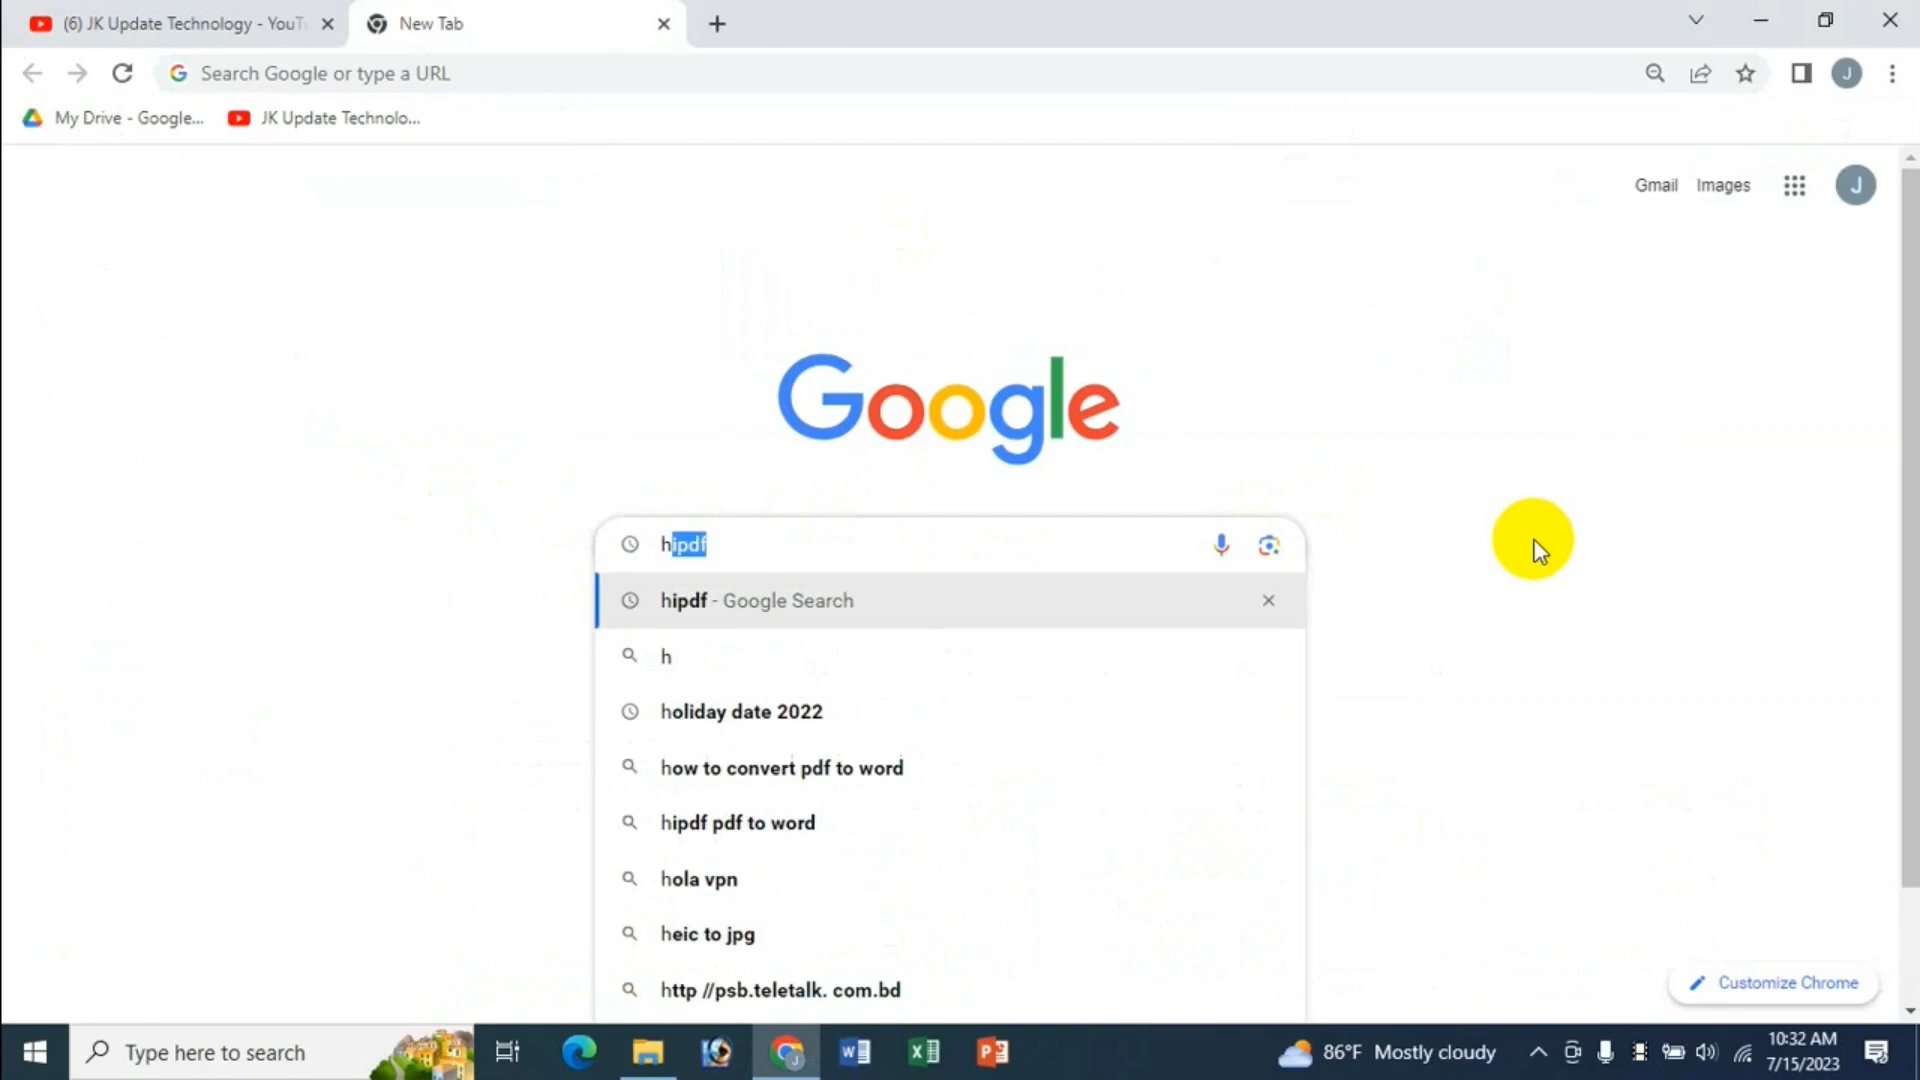 (6) JK Update Technology - YouTu
New Tab
Search Google or type a URL
J
My Drive - Google...
JK Update Technolo...
Gmail
Images
J
Google
hipdf
hipdf - Google Search
h
holiday date 2022
how to convert pdf to word
hipdf pdf to word
hola vpn
heic to jpg
http //psb.teletalk. com.bd
Customize Chrome
Type here to search
86°F Mostly cloudy
10:32 AM
7/15/2023